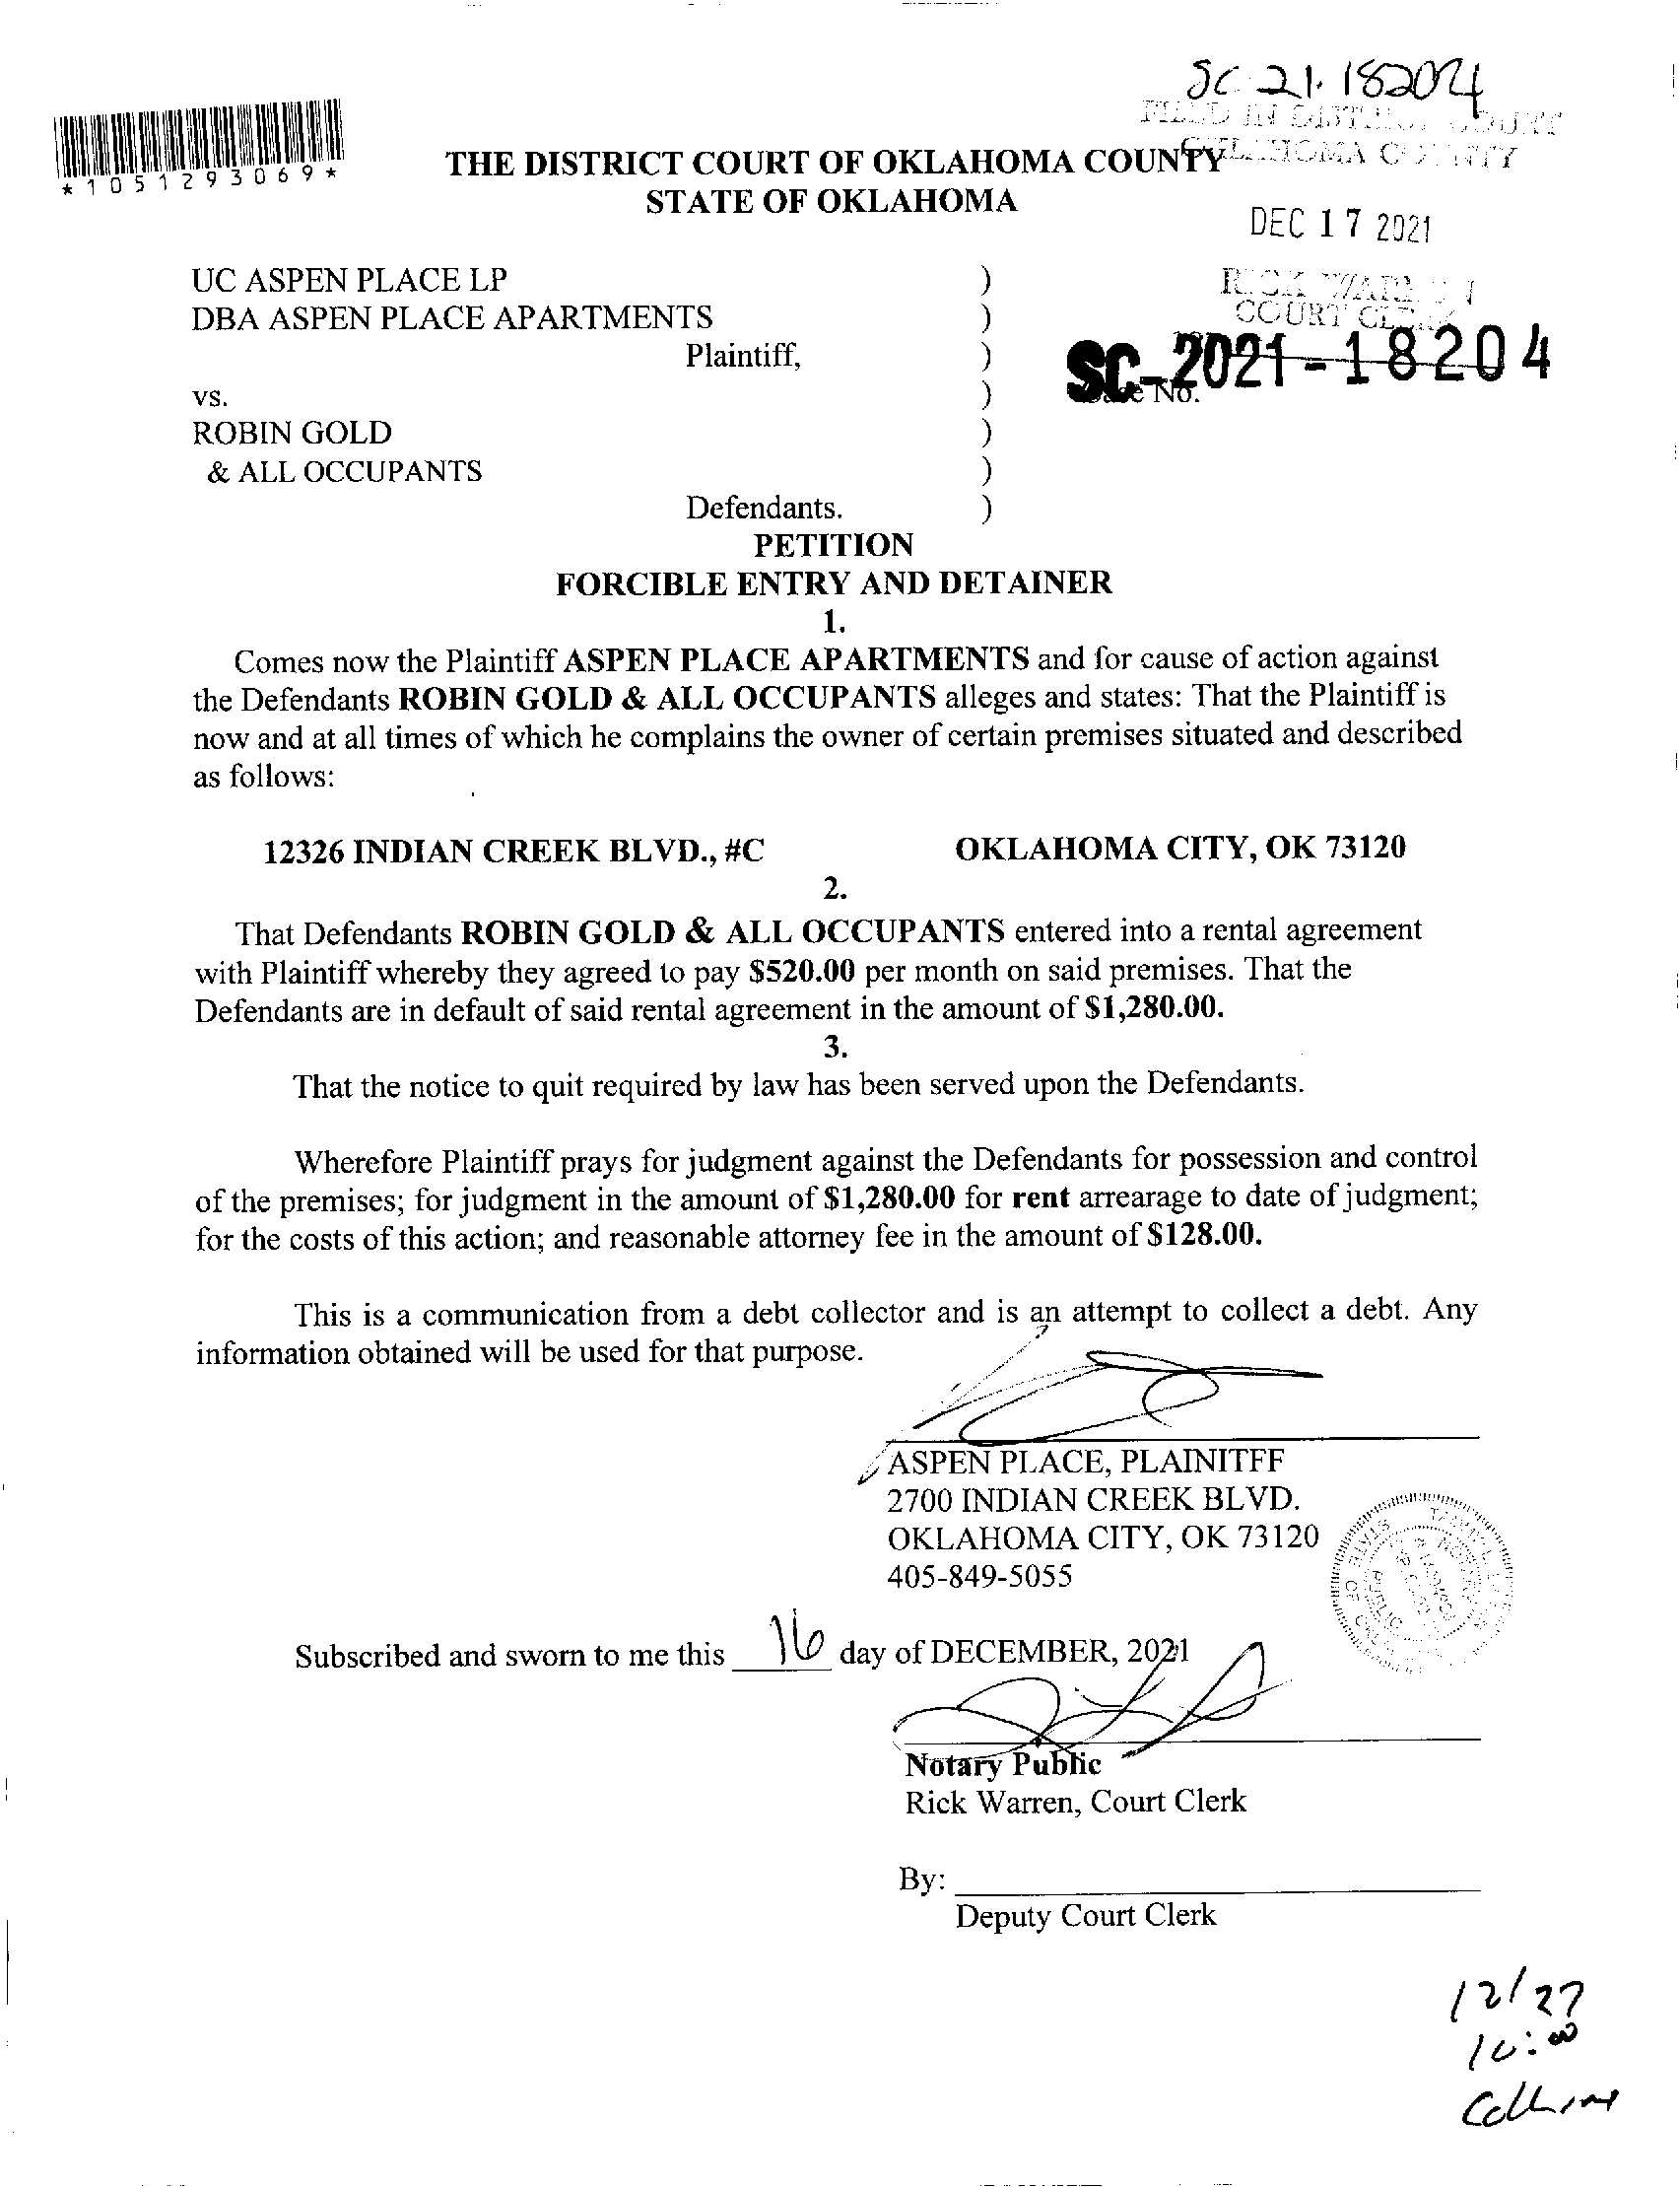 SC 21. 18204
*1051293069*
FILED IN DISTRICT COURT
OKLAHOMA COUNTY
THE DISTRICT COURT OF OKLAHOMA COUNTY
STATE OF OKLAHOMA
DEC 17 2021
RICK WARREN
COURT CLERK
SC-2021-18204
Case No.
UC ASPEN PLACE LP )
DBA ASPEN PLACE APARTMENTS )
Plaintiff, )
vs. )
ROBIN GOLD )
& ALL OCCUPANTS )
Defendants. )
PETITION
FORCIBLE ENTRY AND DETAINER
1.
Comes now the Plaintiff ASPEN PLACE APARTMENTS and for cause of action against
the Defendants ROBIN GOLD & ALL OCCUPANTS alleges and states: That the Plaintiff is
now and at all times of which he complains the owner of certain premises situated and described
as follows:
12326 INDIAN CREEK BLVD., #C OKLAHOMA CITY, OK 73120
2.
That Defendants ROBIN GOLD & ALL OCCUPANTS entered into a rental agreement
with Plaintiff whereby they agreed to pay $520.00 per month on said premises. That the
Defendants are in default of said rental agreement in the amount of $1,280.00.
3.
That the notice to quit required by law has been served upon the Defendants.
Wherefore Plaintiff prays for judgment against the Defendants for possession and control
of the premises; for judgment in the amount of $1,280.00 for rent arrearage to date of judgment;
for the costs of this action; and reasonable attorney fee in the amount of $128.00.
This is a communication from a debt collector and is an attempt to collect a debt. Any
information obtained will be used for that purpose.
ASPEN PLACE, PLAINITFF
2700 INDIAN CREEK BLVD.
OKLAHOMA CITY, OK 73120
405-849-5055
Subscribed and sworn to me this 16 day of DECEMBER, 2021
Notary Public
Rick Warren, Court Clerk
By:
Deputy Court Clerk
12/27
10:00